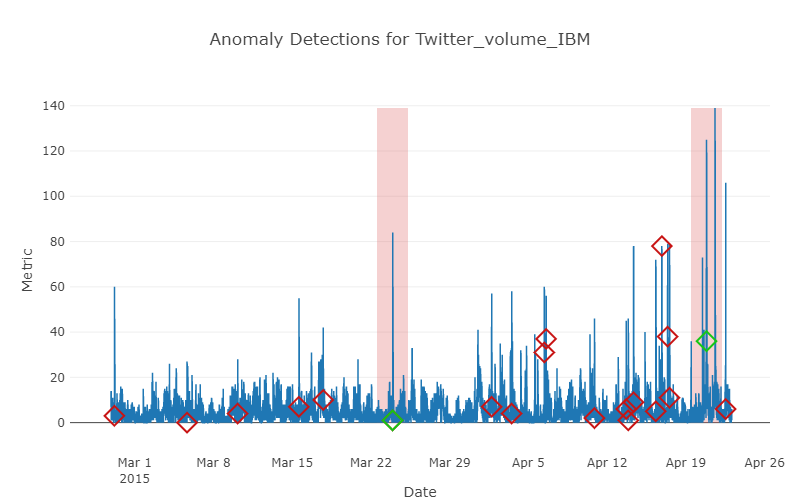 Anomaly Detections for Twitter_volume_IBM
140
120
100
80
60
40
20
0
Metric
Mar 1 Mar 8 Mar 15 Mar 22 Mar 29 Apr 5 Apr 12 Apr 19 Apr 26
2015
Date